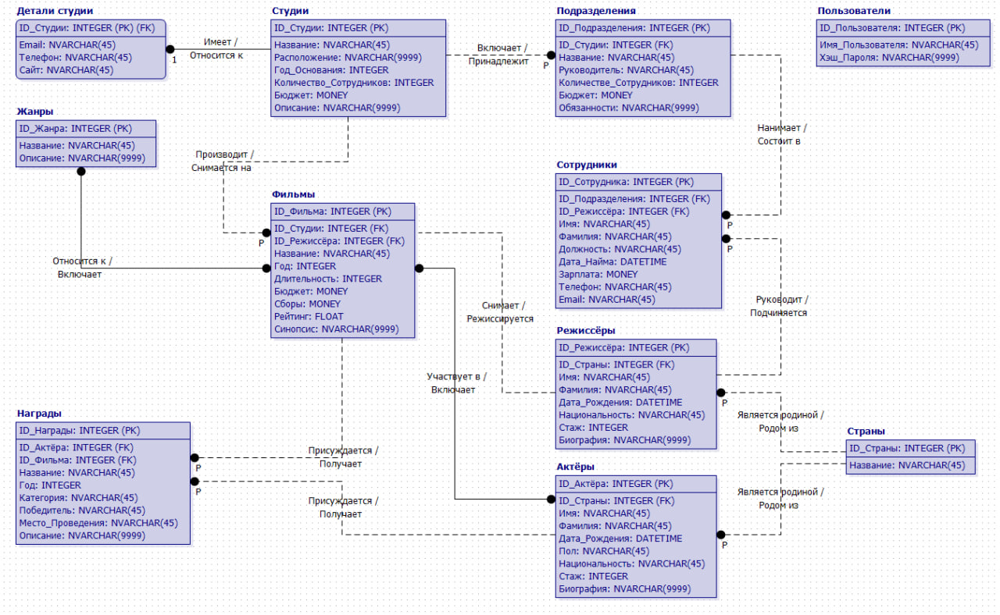 Детали студии
ID_Студии: INTEGER (PK) (FK)
Email: NVARCHAR(45)
Телефон: NVARCHAR(45)
Сайт: NVARCHAR(45)
1
Имеет /
Относится к
Студии
ID_Студии: INTEGER (PK)
Название: NVARCHAR(45)
Расположение: NVARCHAR(9999)
Год_Основания: INTEGER
Количество_Сотрудников: INTEGER
Бюджет: MONEY
Описание: NVARCHAR(9999)
Включает /
Принадлежит
P
Подразделения
ID_Подразделения: INTEGER (PK)
ID_Студии: INTEGER (FK)
Название: NVARCHAR(45)
Руководитель: NVARCHAR(45)
Количестве_Сотрудников: INTEGER
Бюджет: MONEY
Обязанности: NVARCHAR(9999)
Пользователи
ID_Пользователя: INTEGER (PK)
Имя_Пользователя: NVARCHAR(45)
Хэш_Пароля: NVARCHAR(9999)
Жанры
ID_Жанра: INTEGER (PK)
Название: NVARCHAR(45)
Описание: NVARCHAR(9999)
Производит /
Снимается на
P
Нанимает /
Состоит в
P
Относится к /
Включает
Фильмы
ID_Фильма: INTEGER (PK)
ID_Студии: INTEGER (FK)
ID_Режиссёра: INTEGER (FK)
Название: NVARCHAR(45)
Год: INTEGER
Длительность: INTEGER
Бюджет: MONEY
Сборы: MONEY
Рейтинг: FLOAT
Синопсис: NVARCHAR(9999)
Сотрудники
ID_Сотрудника: INTEGER (PK)
ID_Подразделения: INTEGER (FK)
ID_Режиссёра: INTEGER (FK)
Имя: NVARCHAR(45)
Фамилия: NVARCHAR(45)
Должность: NVARCHAR(45)
Дата_Найма: DATETIME
Зарплата: MONEY
Телефон: NVARCHAR(45)
Email: NVARCHAR(45)
P
Руководит /
Подчиняется
Снимает /
Режиссируется
Участвует в /
Включает
Режиссёры
ID_Режиссёра: INTEGER (PK)
ID_Страны: INTEGER (FK)
Имя: NVARCHAR(45)
Фамилия: NVARCHAR(45)
Дата_Рождения: DATETIME
Национальность: NVARCHAR(45)
Стаж: INTEGER
Биография: NVARCHAR(9999)
P
Является родиной /
Родом из
Страны
ID_Страны: INTEGER (PK)
Название: NVARCHAR(45)
Награды
ID_Награды: INTEGER (PK)
ID_Актёра: INTEGER (FK)
ID_Фильма: INTEGER (FK)
Название: NVARCHAR(45)
Год: INTEGER
Категория: NVARCHAR(45)
Победитель: NVARCHAR(45)
Место_Проведения: NVARCHAR(45)
Описание: NVARCHAR(9999)
P
Присуждается /
Получает
P
Присуждается /
Получает
Актёры
ID_Актёра: INTEGER (PK)
ID_Страны: INTEGER (FK)
Имя: NVARCHAR(45)
Фамилия: NVARCHAR(45)
Дата_Рождения: DATETIME
Пол: NVARCHAR(45)
Национальность: NVARCHAR(45)
Стаж: INTEGER
Биография: NVARCHAR(9999)
Является родиной /
Родом из
P